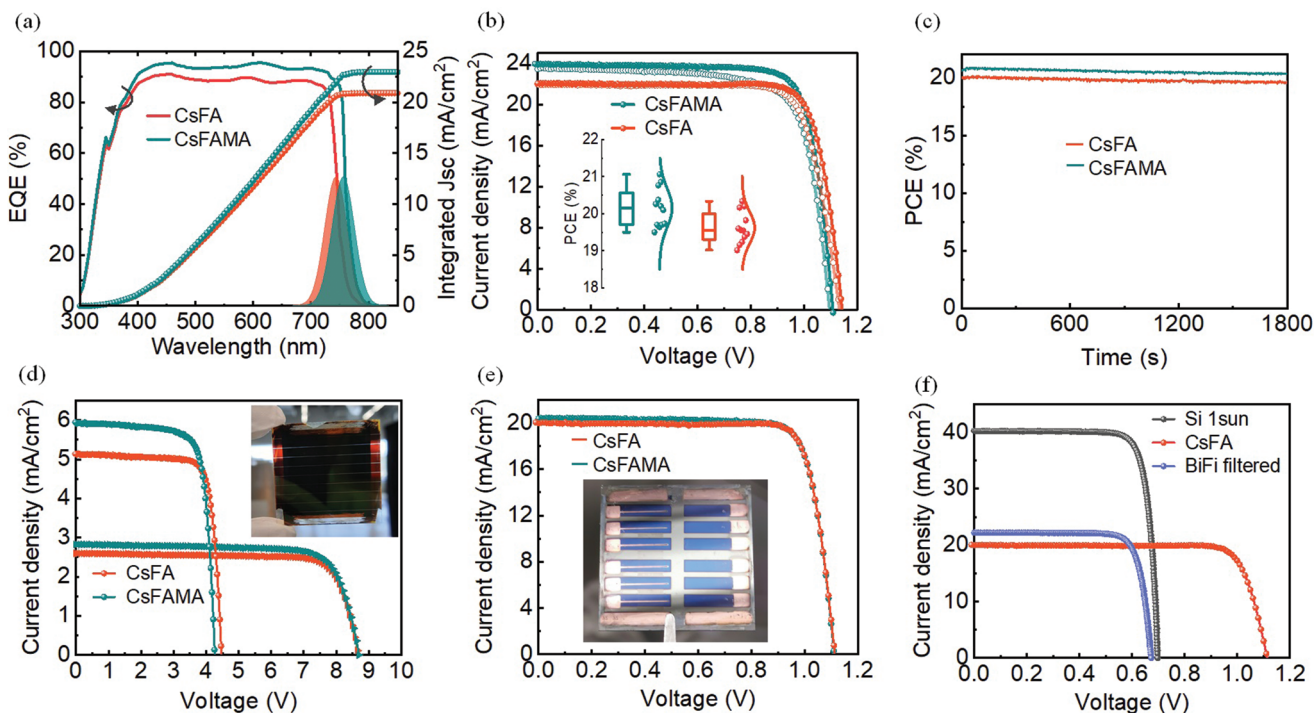 (a)
100
80
60
40
20
0
EQE (%)
CsFA
CsFAMA
300 400 500 600 700 800
Wavelength (nm)
25
20
15
10
5
0
Integrated Jsc (mA/cm²)
(b)
24
22
20
18
16
14
12
10
8
6
4
2
0
Current density (mA/cm²)
CsFAMA
CsFA
22
21
20
19
18
PCE (%)
0.0 0.2 0.4 0.6 0.8 1.0 1.2
Voltage (V)
(c)
20
15
10
5
0
PCE (%)
CsFA
CsFAMA
0 600 1200 1800
Time (s)
(d)
6
5
4
3
2
1
0
Current density (mA/cm²)
CsFA
CsFAMA
0 1 2 3 4 5 6 7 8 9 10
Voltage (V)
(e)
20
16
12
8
4
0
Current density (mA/cm²)
CsFA
CsFAMA
0.0 0.2 0.4 0.6 0.8 1.0 1.2
Voltage (V)
(f)
40
30
20
10
0
Current density (mA/cm²)
Si 1sun
CsFA
BiFi filtered
0.0 0.2 0.4 0.6 0.8 1.0 1.2
Voltage (V)